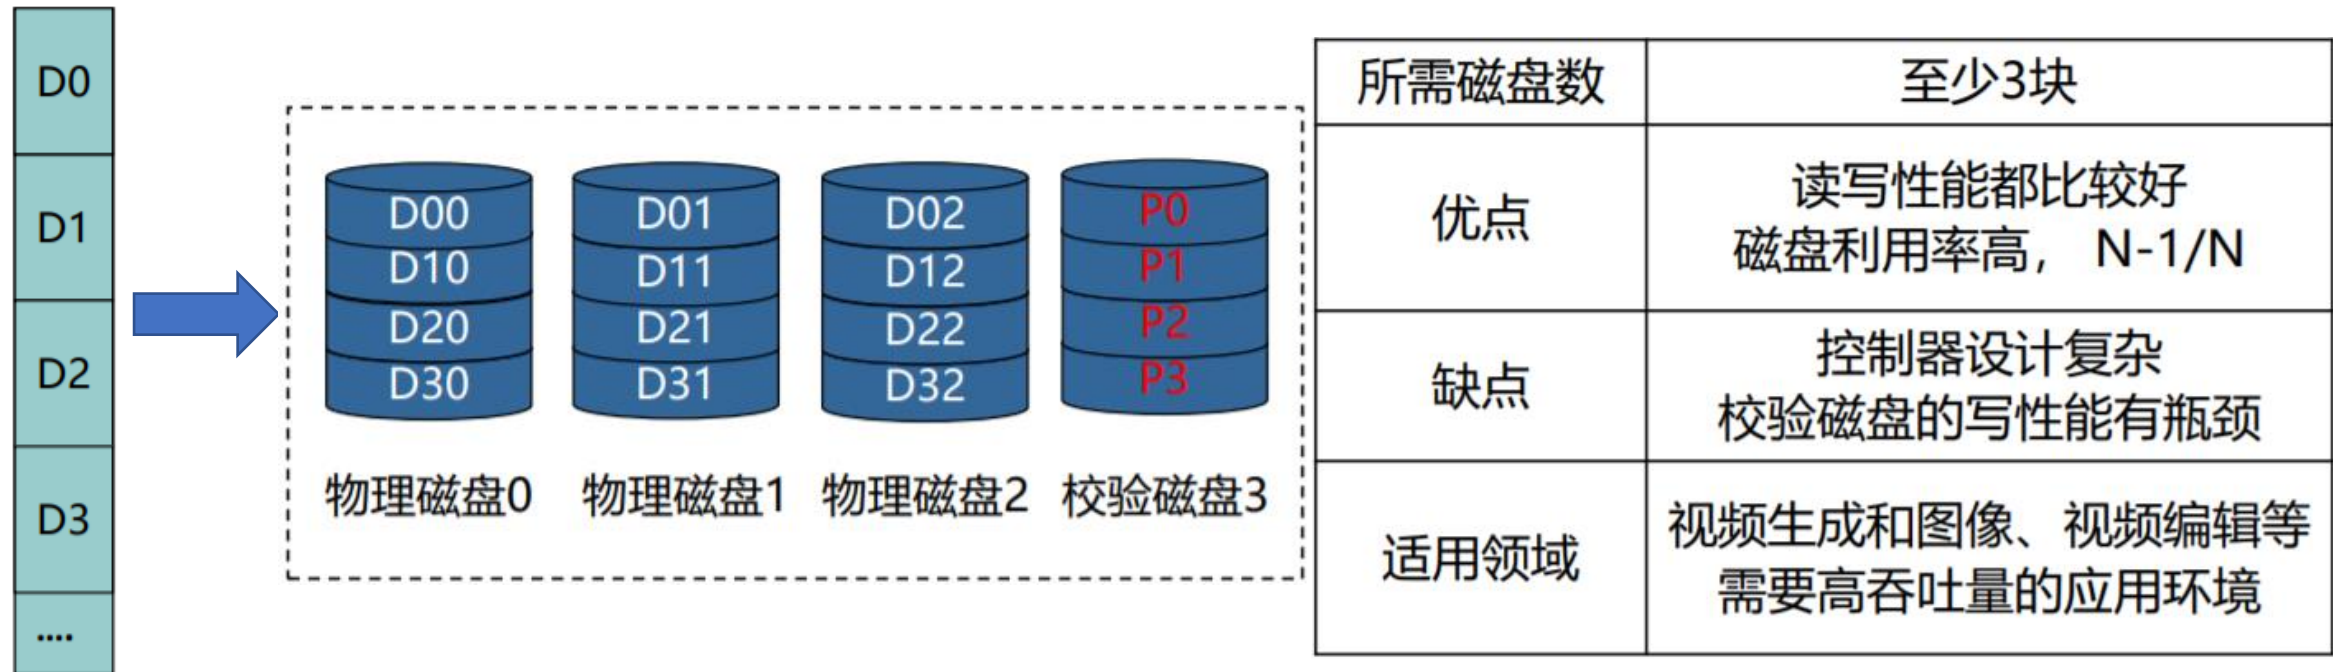 D0
D1
D2
D3
....
D00
D10
D20
D30
物理磁盘0
D01
D11
D21
D31
物理磁盘1
D02
D12
D22
D32
物理磁盘2
P0
P1
P2
P3
校验磁盘3
所需磁盘数
至少3块
优点
读写性能都比较好
磁盘利用率高， N-1/N
缺点
控制器设计复杂
校验磁盘的写性能有瓶颈
适用领域
视频生成和图像、视频编辑等
需要高吞吐量的应用环境